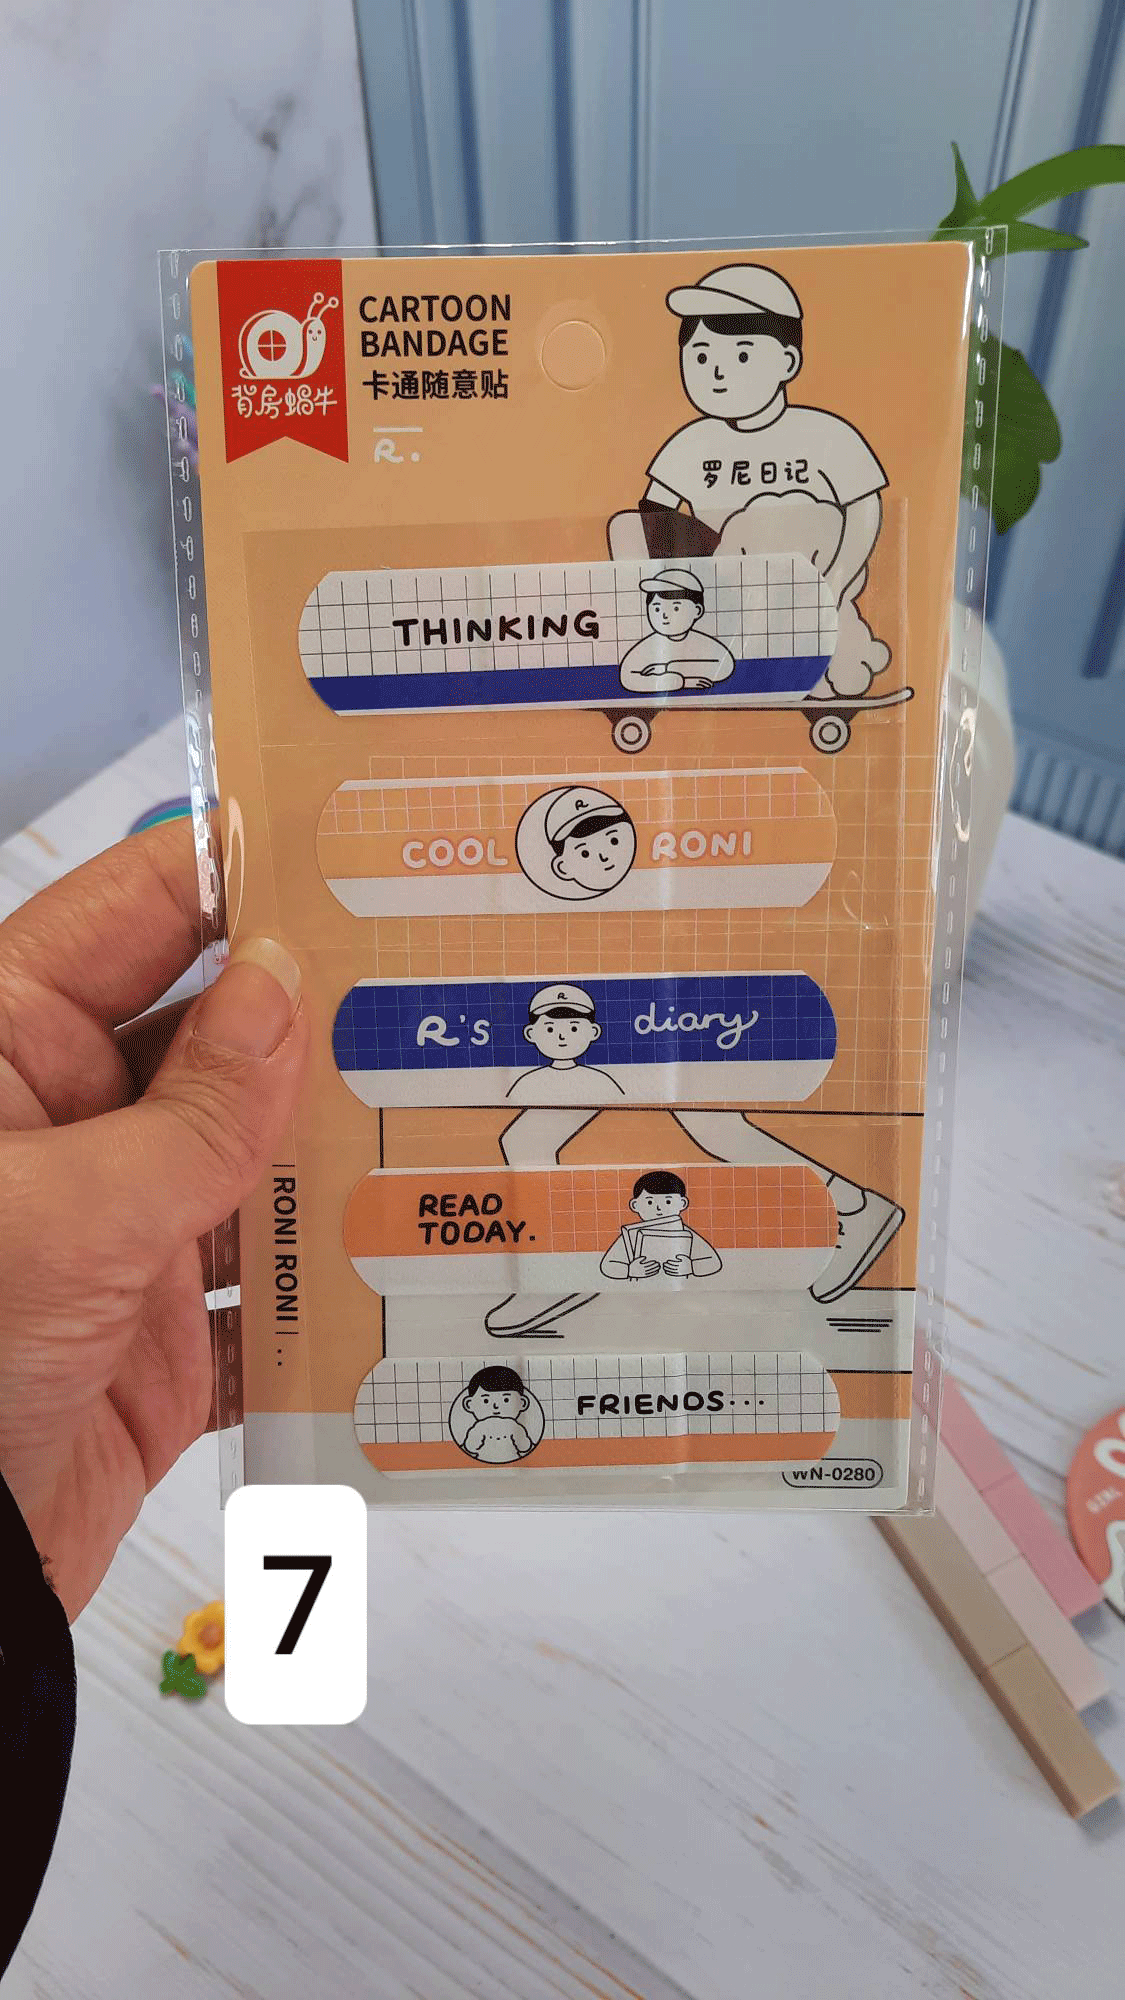 背房蝸牛
CARTOON
BANDAGE
卡通随意贴
R.
罗尼日记
THINKING
R
COOL RONI
R
R's diary
READ
TODAY.
RONI RONI
FRIENDS...
WN-0280
7